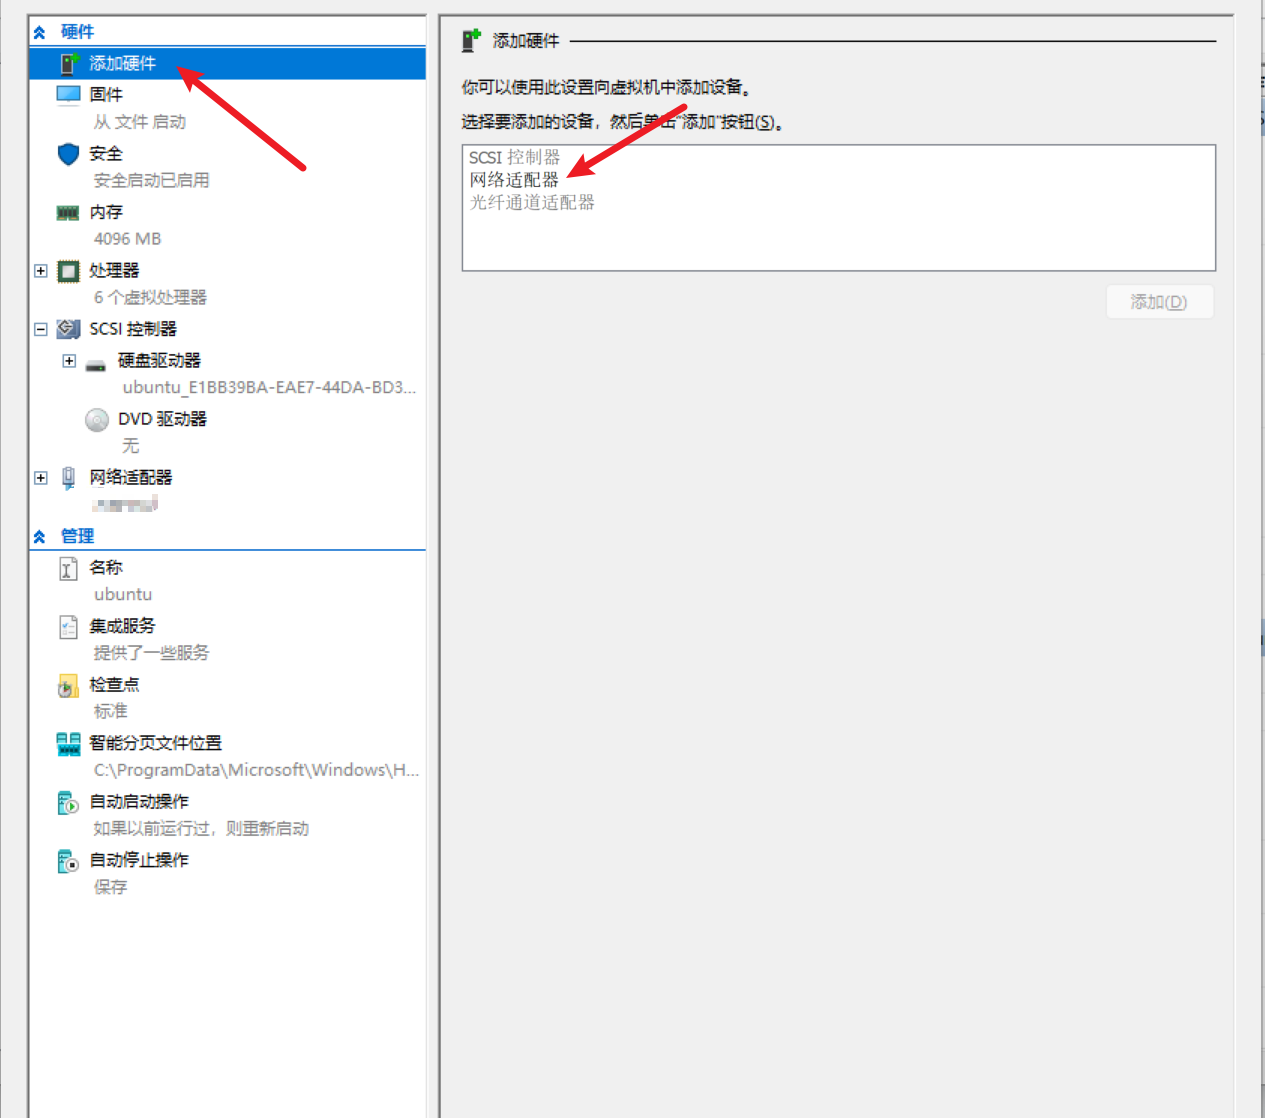 硬件
添加硬件
固件
从 文件 启动
安全
安全启动已启用
内存
4096 MB
处理器
6 个虚拟处理器
SCSI 控制器
硬盘驱动器
ubuntu_E1BB39BA-EAE7-44DA-BD3...
DVD 驱动器
无
网络适配器
管理
名称
ubuntu
集成服务
提供了一些服务
检查点
标准
智能分页文件位置
C:\ProgramData\Microsoft\Windows\H...
自动启动操作
如果以前运行过，则重新启动
自动停止操作
保存
添加硬件
你可以使用此设置向虚拟机中添加设备。
选择要添加的设备，然后单击"添加"按钮(S)。
SCSI 控制器
网络适配器
光纤通道适配器
添加(D)